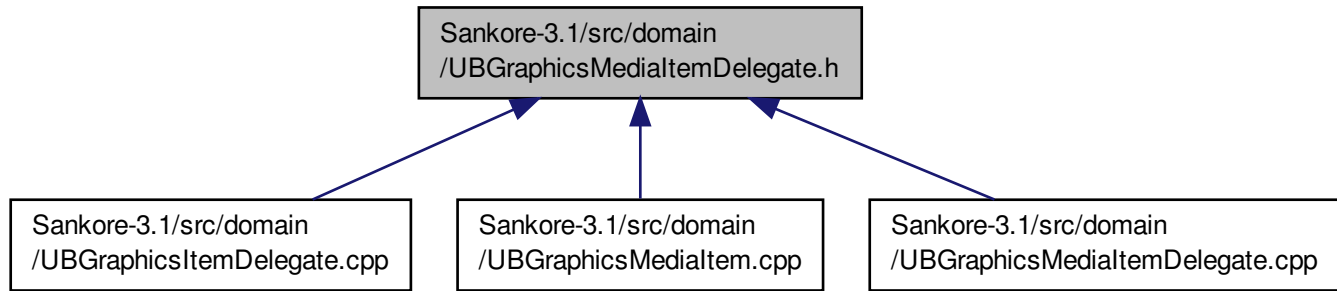 Sankore-3.1/src/domain
/UBGraphicsMediaItemDelegate.h
Sankore-3.1/src/domain
/UBGraphicsItemDelegate.cpp
Sankore-3.1/src/domain
/UBGraphicsMediaItem.cpp
Sankore-3.1/src/domain
/UBGraphicsMediaItemDelegate.cpp